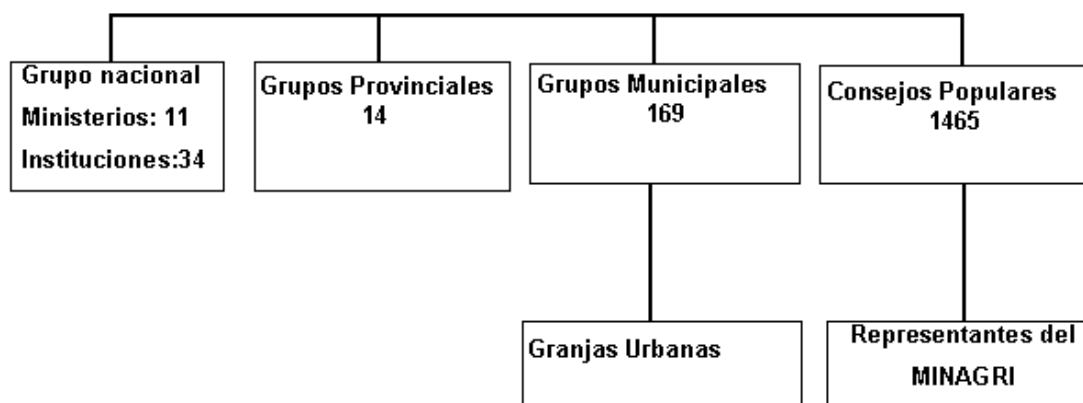 Grupo nacional
Ministerios: 11
Instituciones:34
Grupos Provinciales
14
Grupos Municipales
169
Consejos Populares
1465
Granjas Urbanas
Representantes del
MINAGRI